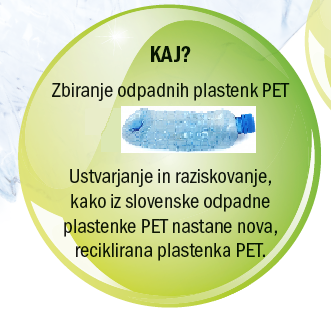 KAJ?
Zbiranje odpadnih plastenk PET
Ustvarjanje in raziskovanje,
kako iz slovenske odpadne
plastenke PET nastane nova,
reciklirana plastenka PET.